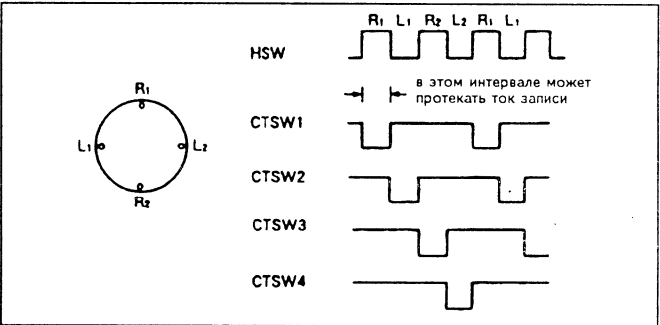 R1 L1 R2 L2 R1 L1
HSW
в этом интервале может
протекать ток записи
R1
L1 L2
R2
CTSW1
CTSW2
CTSW3
CTSW4